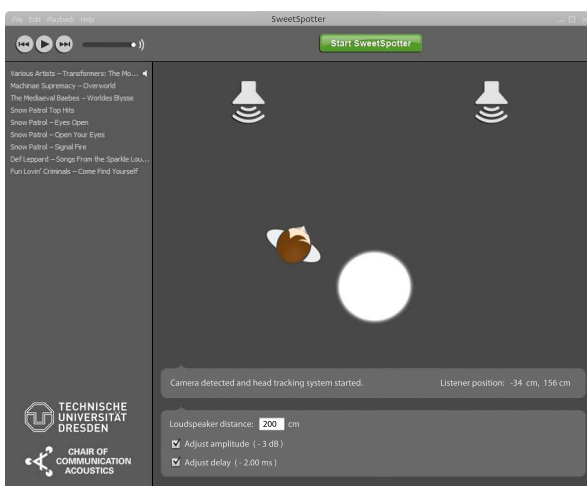 SweetSpotter
File Edit Playback Help
Start SweetSpotter
Various Artists – Transformers: The Mo...
Machinae Supremacy – Overworld
The Mediaeval Baebes – Worldes Blysse
Snow Patrol Top Hits
Snow Patrol – Eyes Open
Snow Patrol – Open Your Eyes
Snow Patrol – Signal Fire
Def Leppard – Songs From the Sparkle Lou...
Fun Lovin' Criminals – Come Find Yourself
Camera detected and head tracking system started.
Listener position: -34 cm, 156 cm
Loudspeaker distance: 200 cm
Adjust amplitude ( - 3 dB )
Adjust delay ( - 2.00 ms )
TECHNISCHE
UNIVERSITÄT
DRESDEN
CHAIR OF
COMMUNICATION
ACOUSTICS